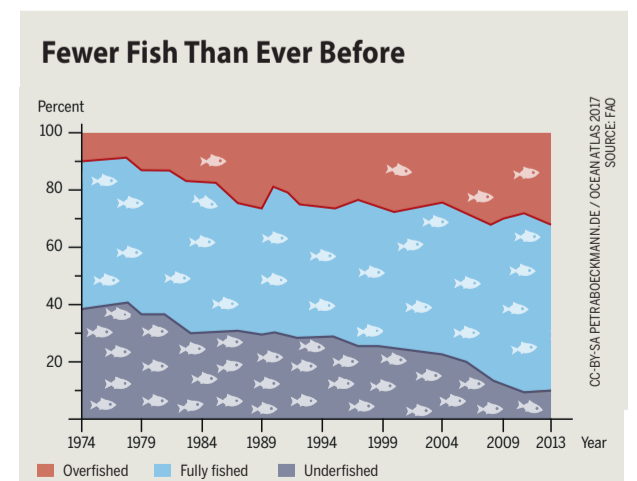 Fewer Fish Than Ever Before
Percent
100
80
60
40
20
1974 1979 1984 1989 1994 1999 2004 2009 2013 Year
Overfished Fully fished Underfished
CC-BY-SA PETRABOECKMANN.DE / OCEAN ATLAS 2017
SOURCE: FAO